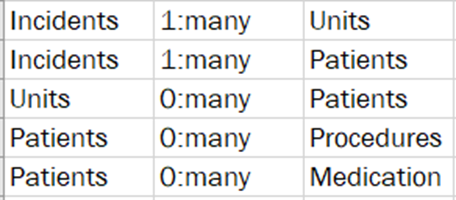 Incidents 1:many Units
Incidents 1:many Patients
Units 0:many Patients
Patients 0:many Procedures
Patients 0:many Medication